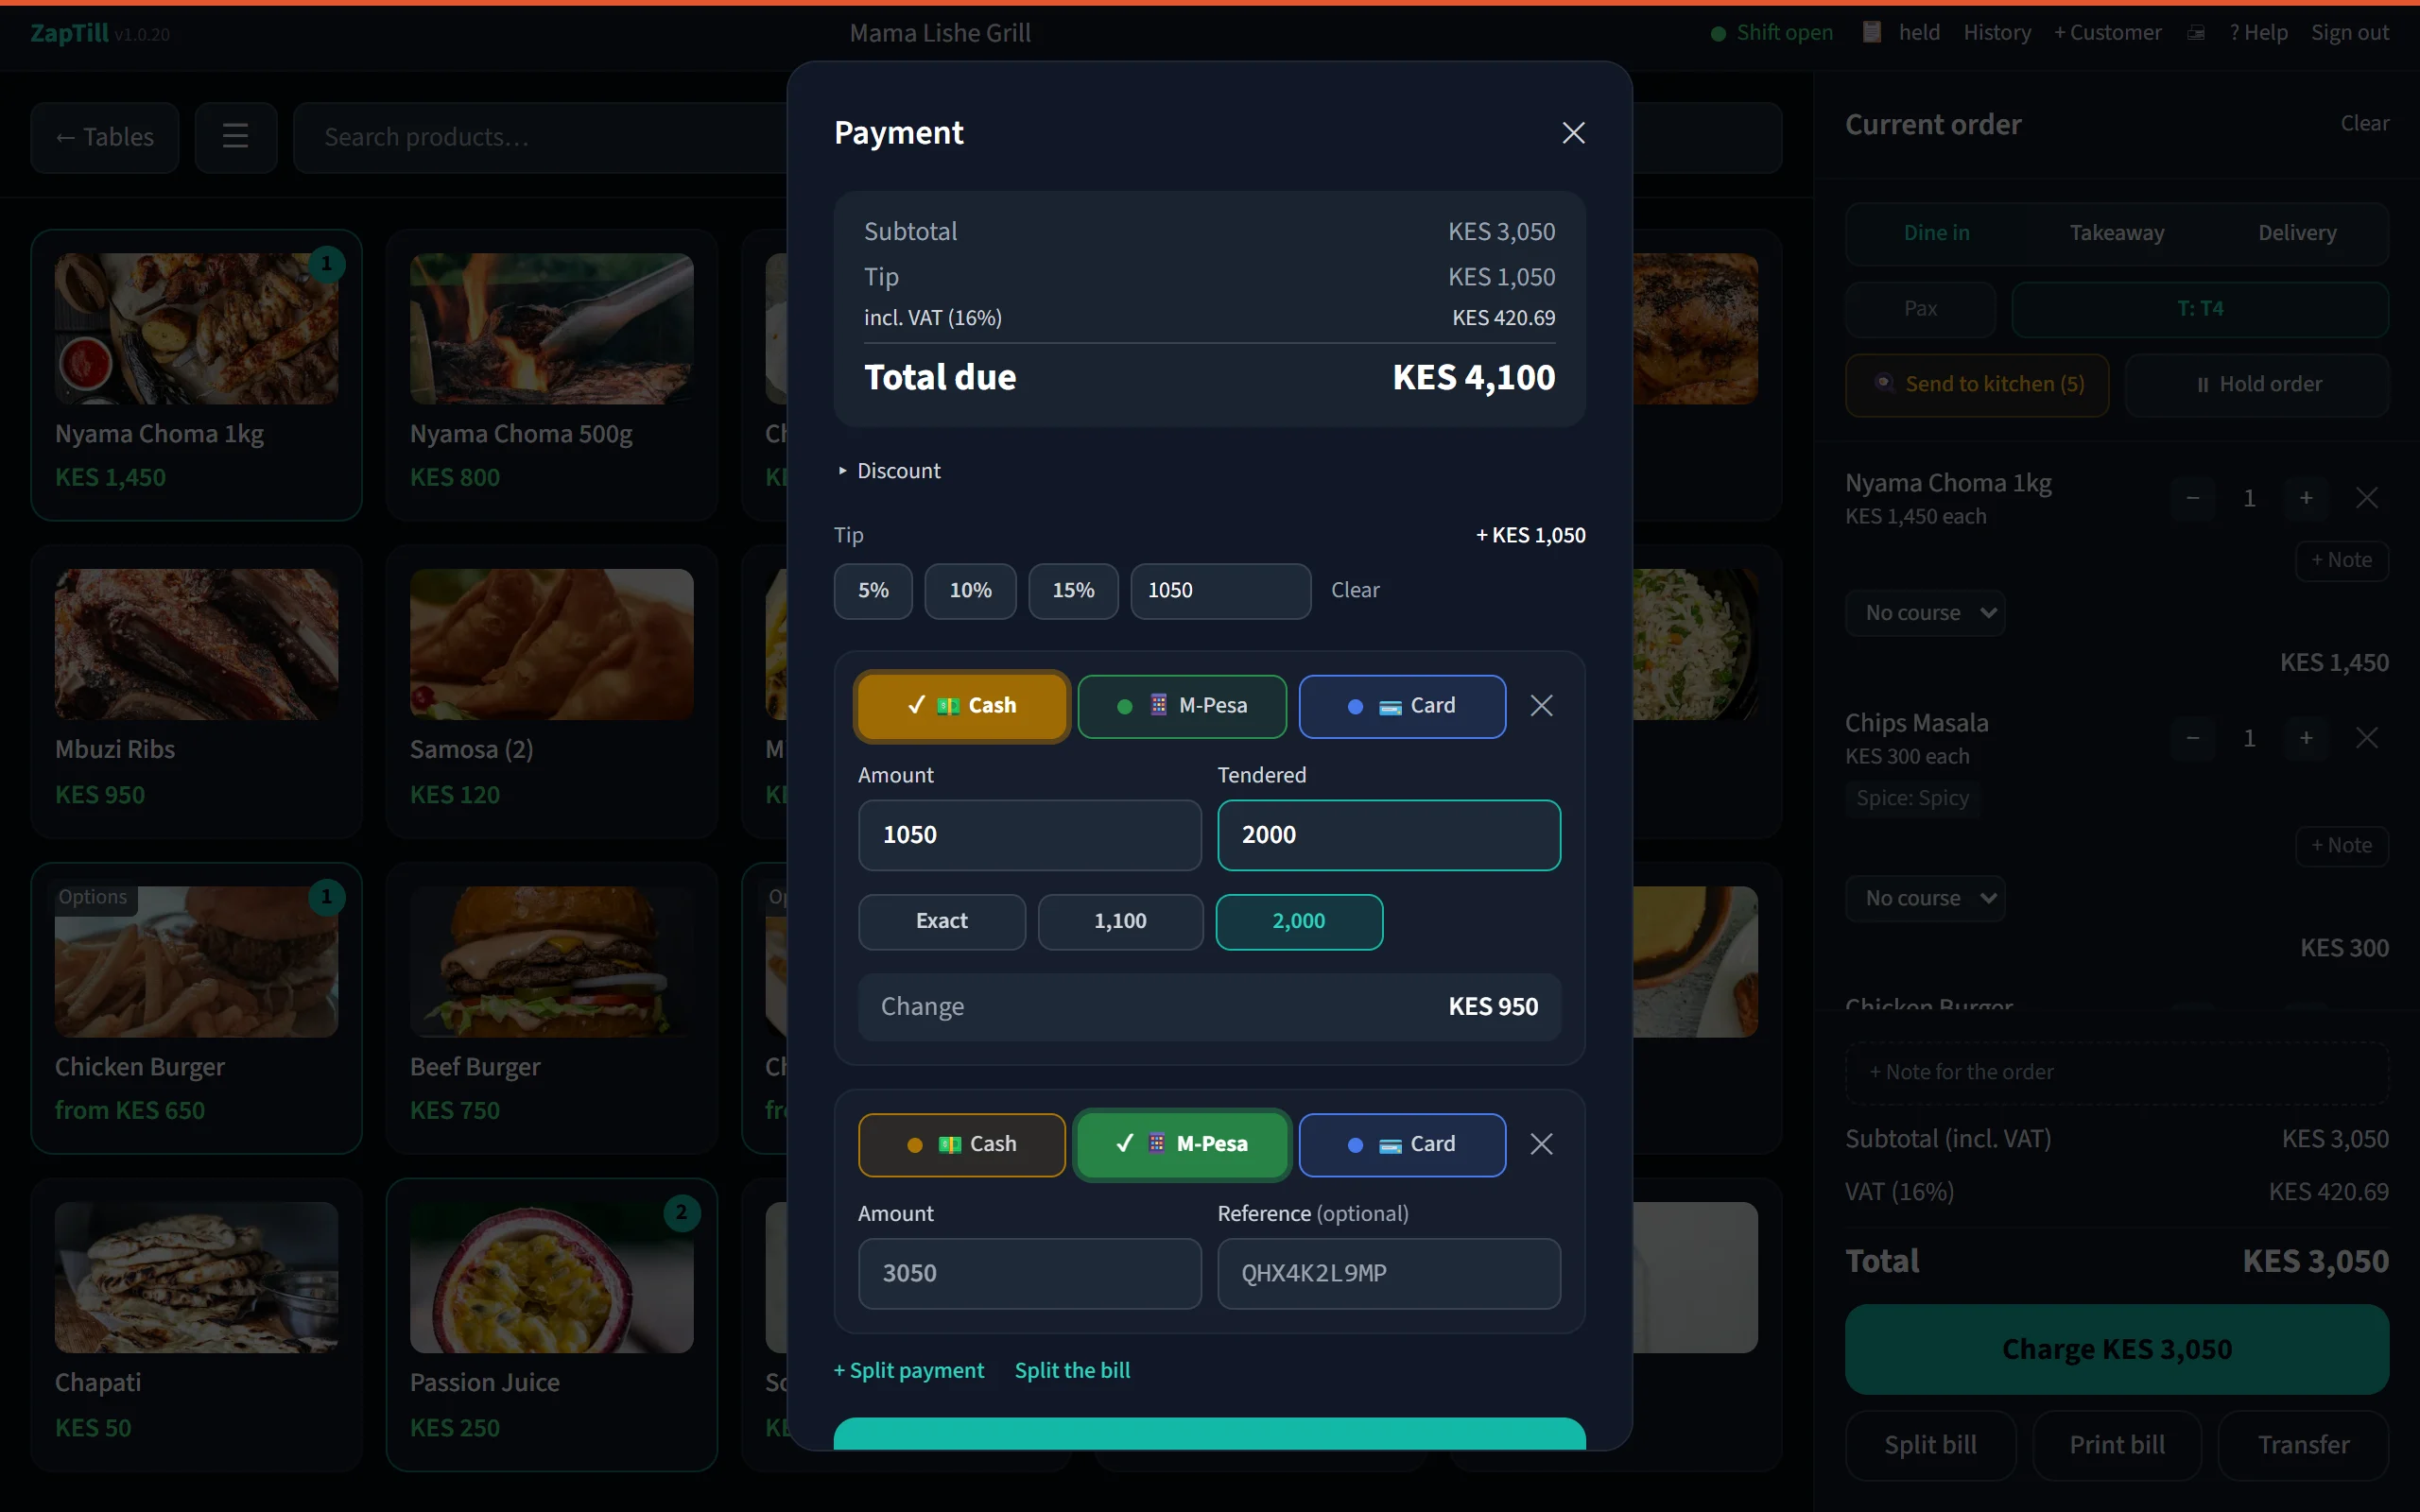 ZapTill v1.0.20
Mama Lishe Grill
Shift open
held
History
+ Customer
? Help
Sign out
← Tables
☰
Search products…
Nyama Choma 1kg
KES 1,450
1
Nyama Choma 500g
KES 800
Mbuzi Ribs
KES 950
Samosa (2)
KES 120
Options
1
Chicken Burger
from KES 650
Beef Burger
KES 750
Chapati
KES 50
2
Passion Juice
KES 250
Payment
Subtotal KES 3,050
Tip KES 1,050
incl. VAT (16%) KES 420.69
Total due KES 4,100
Discount
Tip + KES 1,050
5% 10% 15% 1050 Clear
✓ Cash M-Pesa Card
Amount Tendered
1050 2000
Exact 1,100 2,000
Change KES 950
Cash ✓ M-Pesa Card
Amount Reference (optional)
3050 QHX4K2L9MP
+ Split payment Split the bill
Current order Clear
Dine in Takeaway Delivery
Pax T: T4
Send to kitchen (5) Hold order
Nyama Choma 1kg
KES 1,450 each
− 1 +
+ Note
No course
KES 1,450
Chips Masala
KES 300 each
− 1 +
Spice: Spicy
+ Note
No course
KES 300
Chicken Burger
+ Note for the order
Subtotal (incl. VAT) KES 3,050
VAT (16%) KES 420.69
Total KES 3,050
Charge KES 3,050
Split bill Print bill Transfer